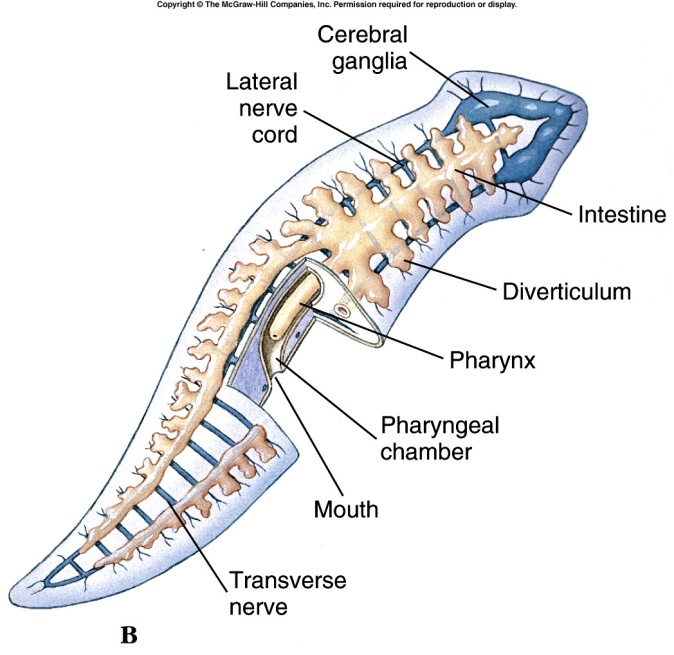 Copyright © The McGraw-Hill Companies, Inc. Permission required for reproduction or display.
Cerebral
ganglia
Lateral
nerve
cord
Intestine
Diverticulum
Pharynx
Pharyngeal
chamber
Mouth
Transverse
nerve
B